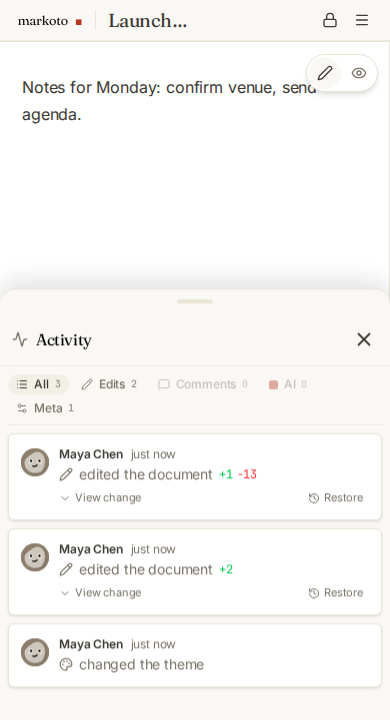 markoto
Launch...
Notes for Monday: confirm venue, send
agenda.
Activity
All 3 Edits 2 Comments 0 AI 0
Meta 1
Maya Chen just now
edited the document +1 -13
View change Restore
Maya Chen just now
edited the document +2
View change Restore
Maya Chen just now
changed the theme